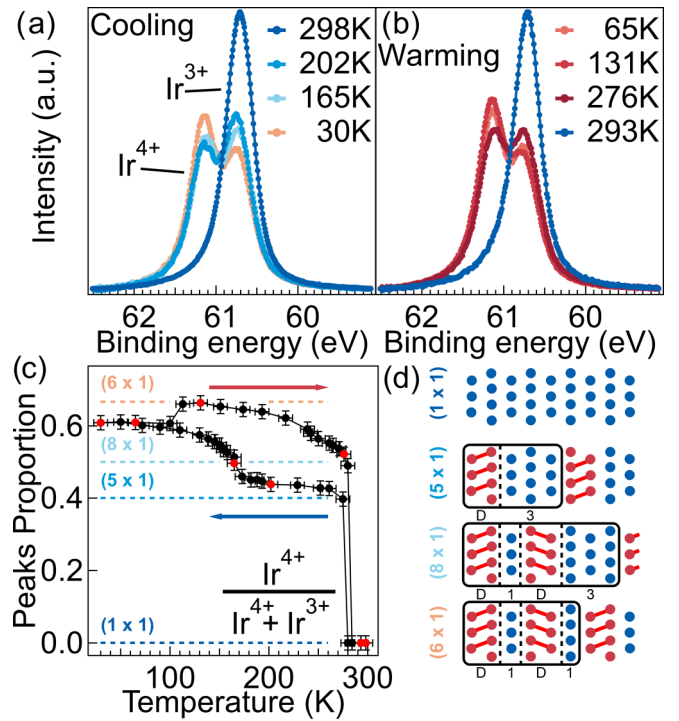 (a)
Cooling
298K
202K
165K
30K
Ir3+
Ir4+
Intensity (a.u.)
62
61
60
Binding energy (eV)
(b)
Warming
65K
131K
276K
293K
62
61
60
Binding energy (eV)
(c)
(6 x 1)
(8 x 1)
(5 x 1)
(1 x 1)
Ir4+
Ir4++ Ir3+
0.6
0.4
0.2
0.0
Peaks Proportion
100
200
300
Temperature (K)
(d)
(1 x 1)
(5 x 1)
D
3
(8 x 1)
D
1
D
3
(6 x 1)
D
1
D
1